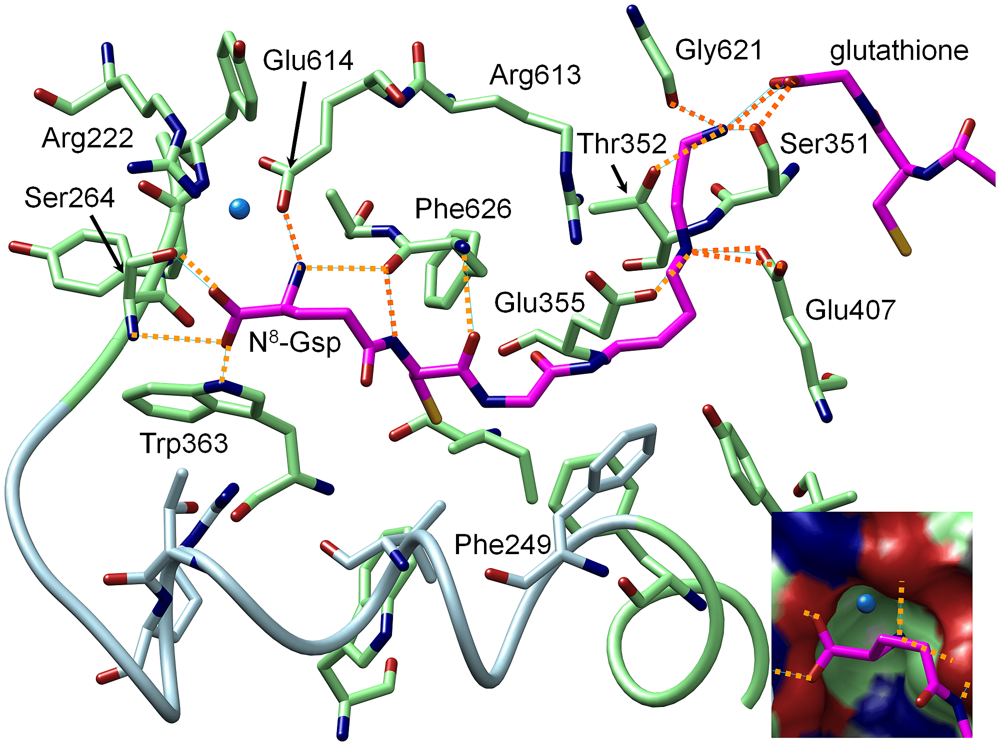 Gly621
glutathione
Glu614
Arg613
Arg222
Thr352
Ser351
Ser264
Phe626
Glu355
Glu407
N⁸-Gsp
Trp363
Phe249